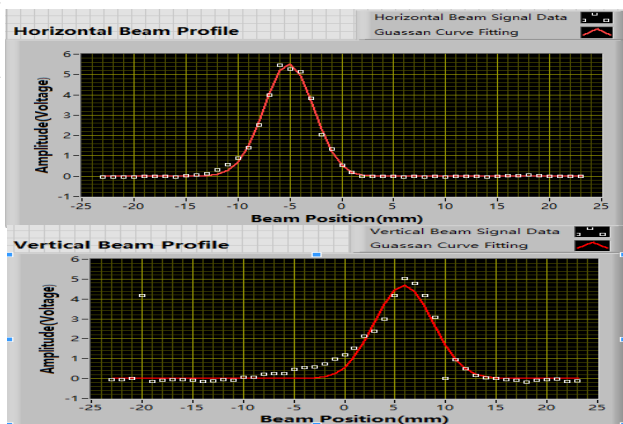 Horizontal Beam Profile
Horizontal Beam Signal Data
Guassan Curve Fitting
Amplitude(Voltage)
6
5
4
3
2
1
0
-1
-25 -20 -15 -10 -5 0 5 10 15 20 25
Beam Position(mm)
Vertical Beam Profile
Vertical Beam Signal Data
Guassan Curve Fitting
Amplitude(Voltage)
6
5
4
3
2
1
0
-1
-25 -20 -15 -10 -5 0 5 10 15 20 25
Beam Position(mm)